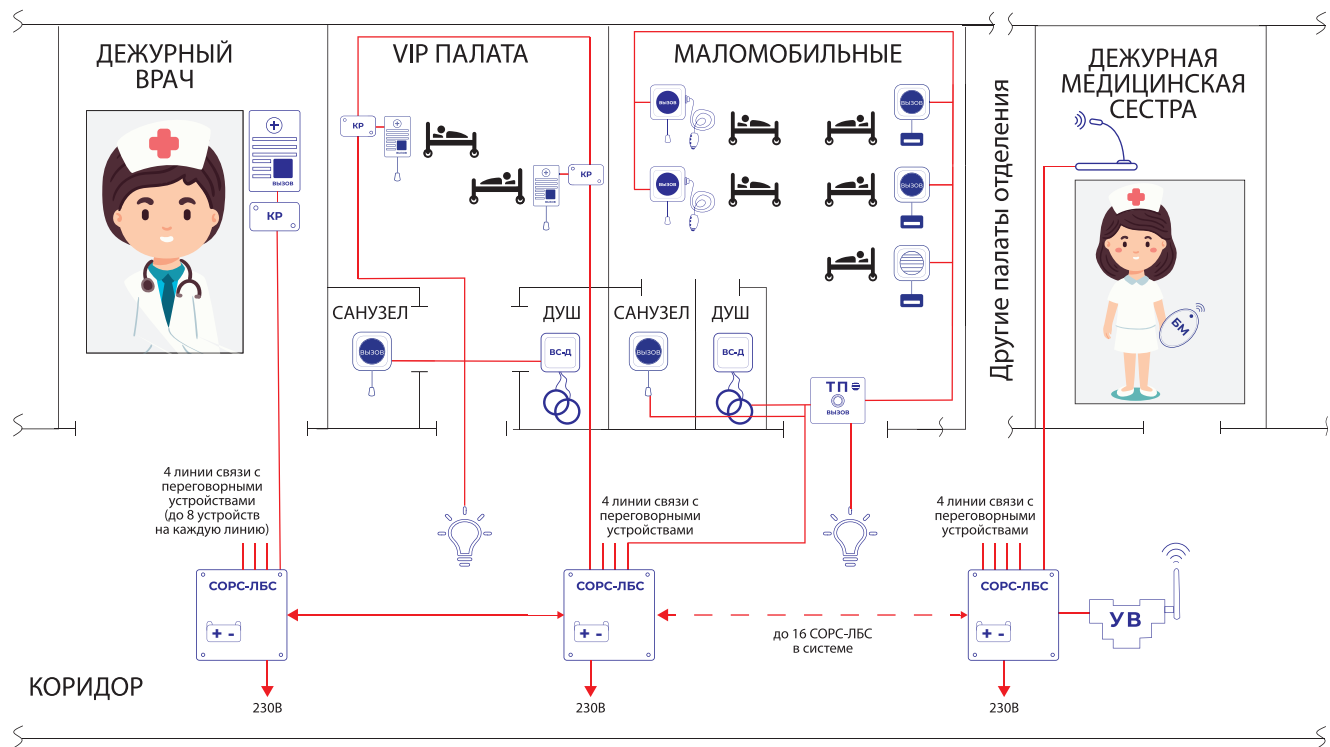 ДЕЖУРНЫЙ
ВРАЧ
ВЫЗОВ
КР
VIP ПАЛАТА
КР
ВЫЗОВ
КР
ВЫЗОВ
МАЛОМОБИЛЬНЫЕ
ВЫЗОВ
ВЫЗОВ
ВЫЗОВ
ВЫЗОВ
Другие палаты отделения
ДЕЖУРНАЯ
МЕДИЦИНСКАЯ
СЕСТРА
БМ
САНУЗЕЛ
ВЫЗОВ
ДУШ
ВС-Д
САНУЗЕЛ
ВЫЗОВ
ДУШ
ВС-Д
ТП
ВЫЗОВ
4 линии связи с
переговорными
устройствами
(до 8 устройств
на каждую линию)
4 линии связи с
переговорными
устройствами
4 линии связи с
переговорными
устройствами
СОРС-ЛБС
+ -
230В
СОРС-ЛБС
+ -
230В
до 16 СОРС-ЛБС
в системе
СОРС-ЛБС
+ -
230В
УВ
КОРИДОР